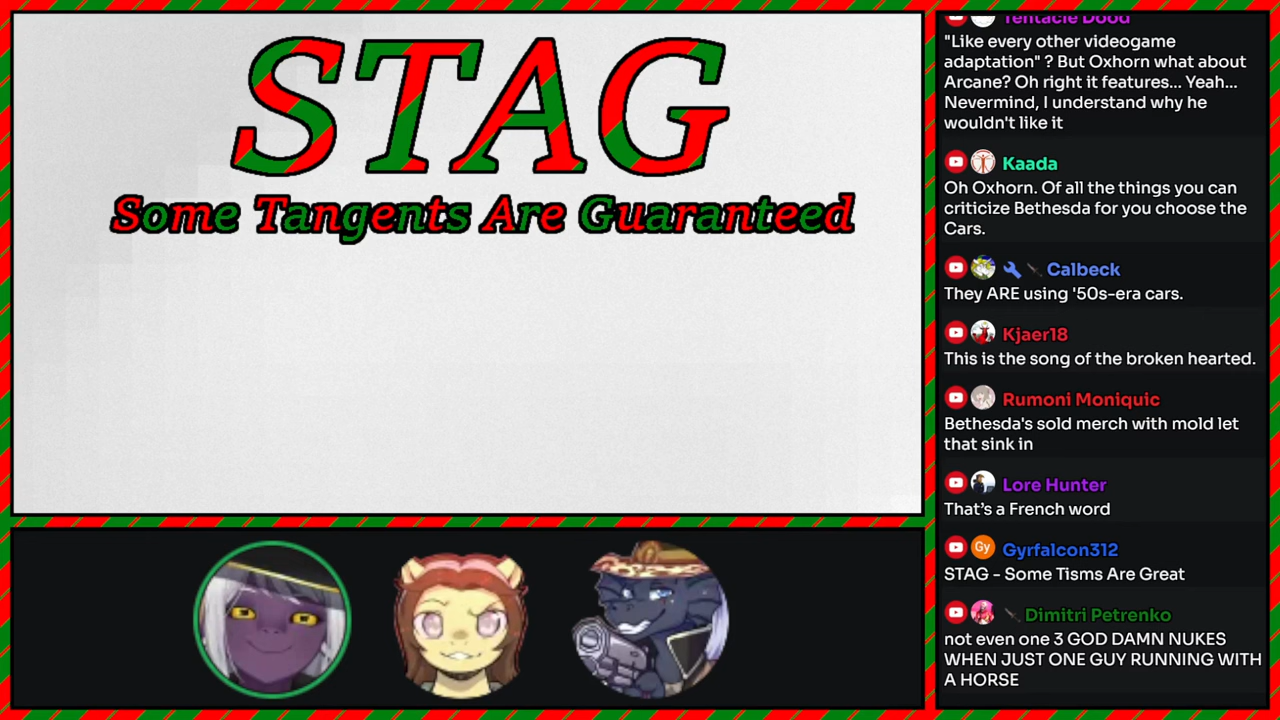 STAG
Some Tangents Are Guaranteed
Tentacle Dood
"Like every other videogame
adaptation" ? But Oxhorn what about
Arcane? Oh right it features... Yeah...
Nevermind, I understand why he
wouldn't like it
Kaada
Oh Oxhorn. Of all the things you can
criticize Bethesda for you choose the
Cars.
Calbeck
They ARE using '50s-era cars.
Kjaer18
This is the song of the broken hearted.
Rumoni Moniquic
Bethesda's sold merch with mold let
that sink in
Lore Hunter
That's a French word
Gy Gyrfalcon312
STAG - Some Tisms Are Great
Dimitri Petrenko
not even one 3 GOD DAMN NUKES
WHEN JUST ONE GUY RUNNING WITH
A HORSE